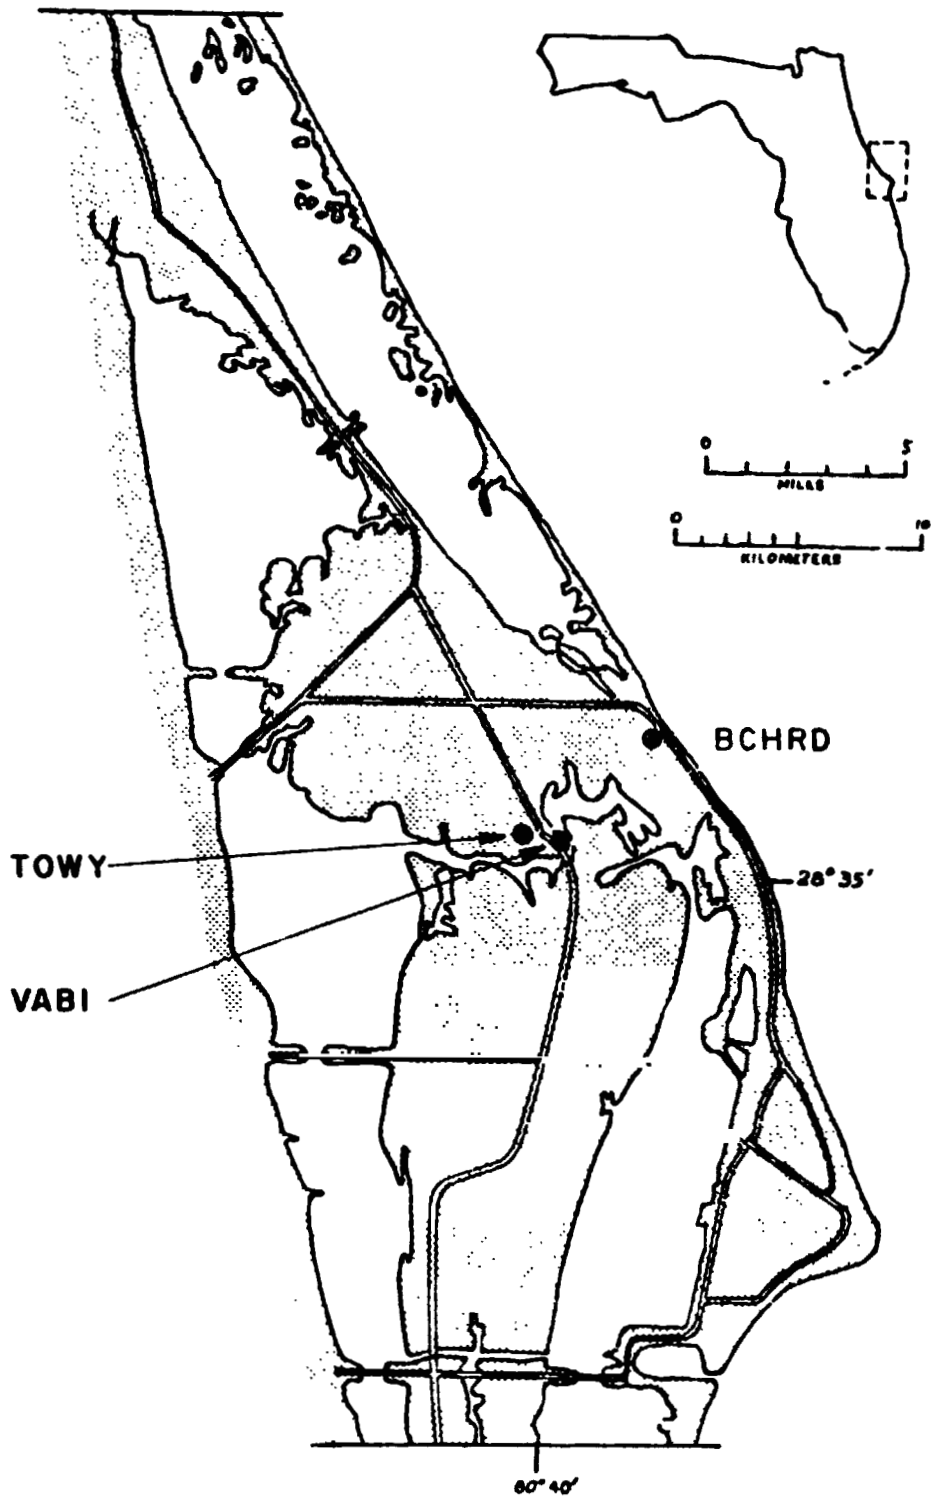 0 5
MILES
0 10
KILOMETERS
BCHRD
TOWY
28° 35'
VABI
80° 40'